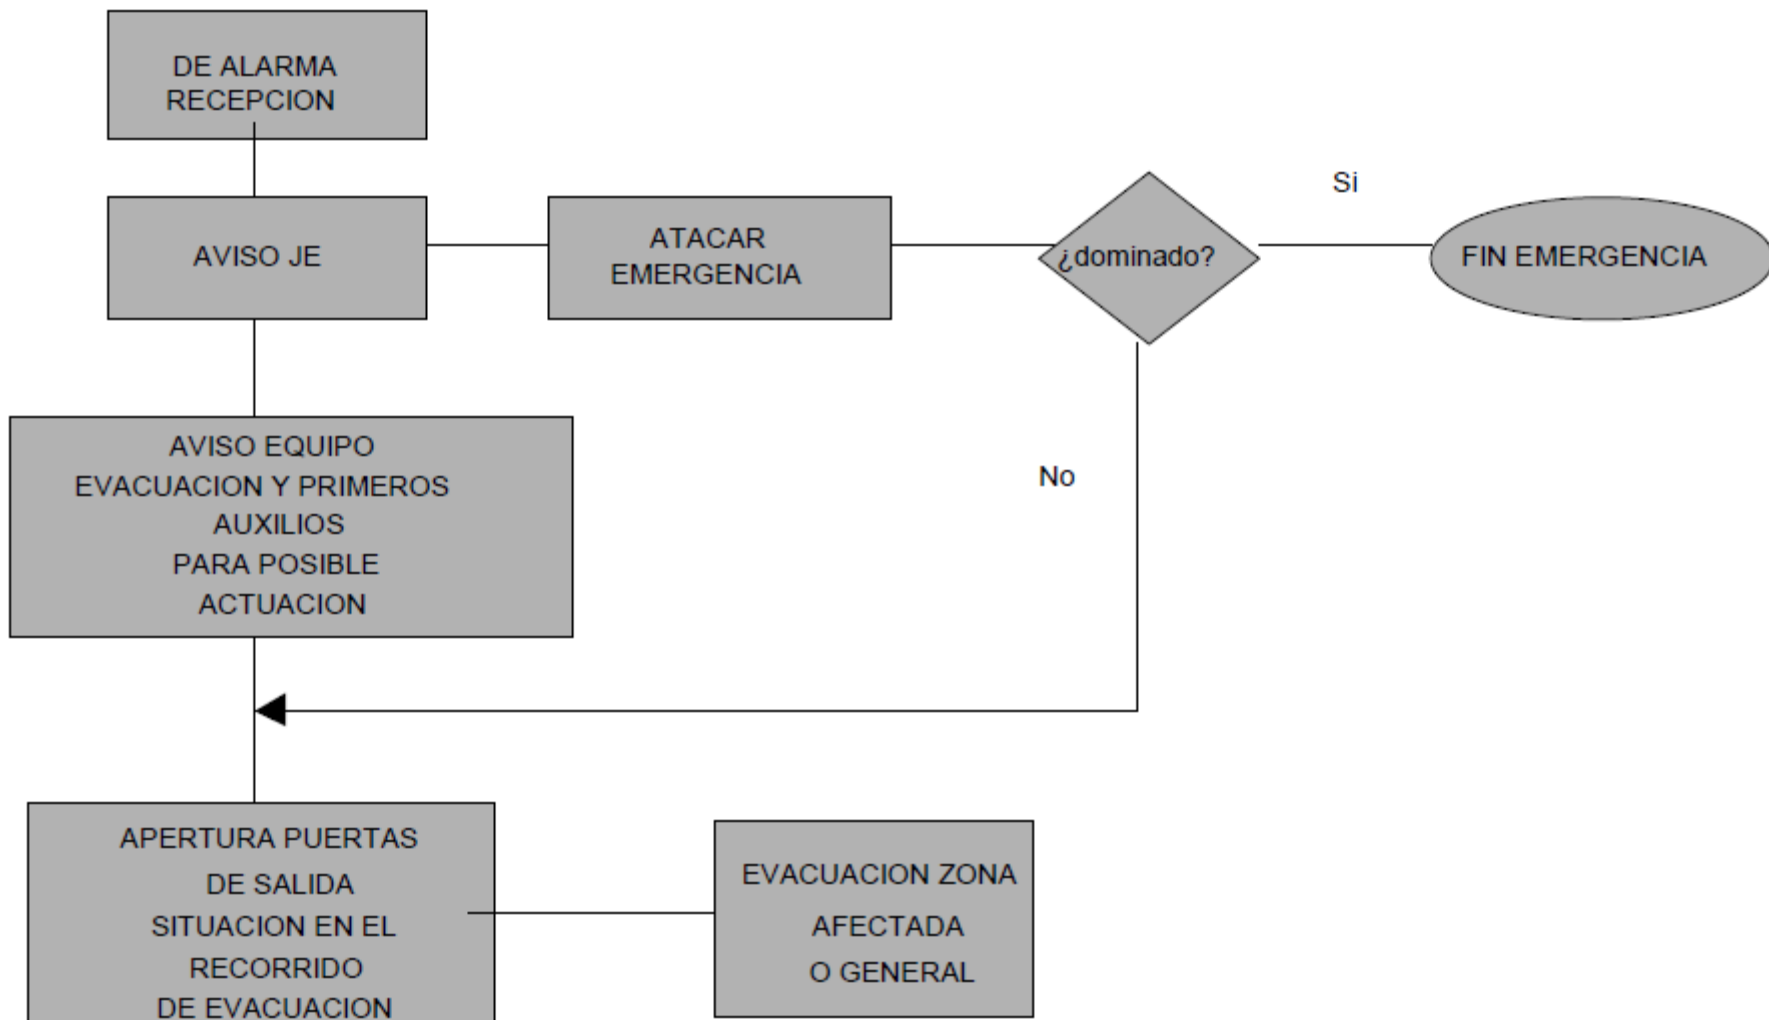 DE ALARMA
RECEPCION
AVISO JE
ATACAR
EMERGENCIA
¿dominado?
Si
FIN EMERGENCIA
AVISO EQUIPO
EVACUACION Y PRIMEROS
AUXILIOS
PARA POSIBLE
ACTUACION
No
APERTURA PUERTAS
DE SALIDA
SITUACION EN EL
RECORRIDO
DE EVACUACION
EVACUACION ZONA
AFECTADA
O GENERAL